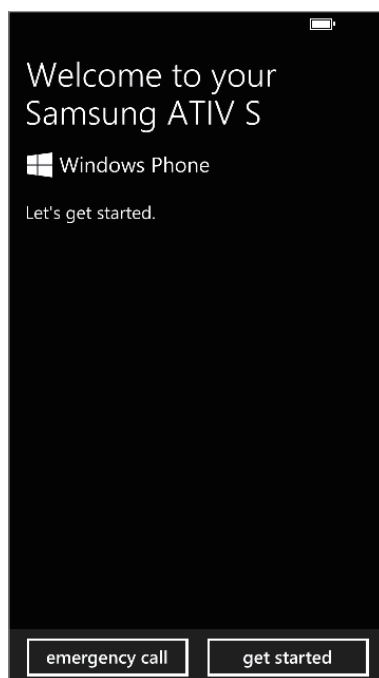 Welcome to your
Samsung ATIV S
Windows Phone
Let's get started.
emergency call
get started